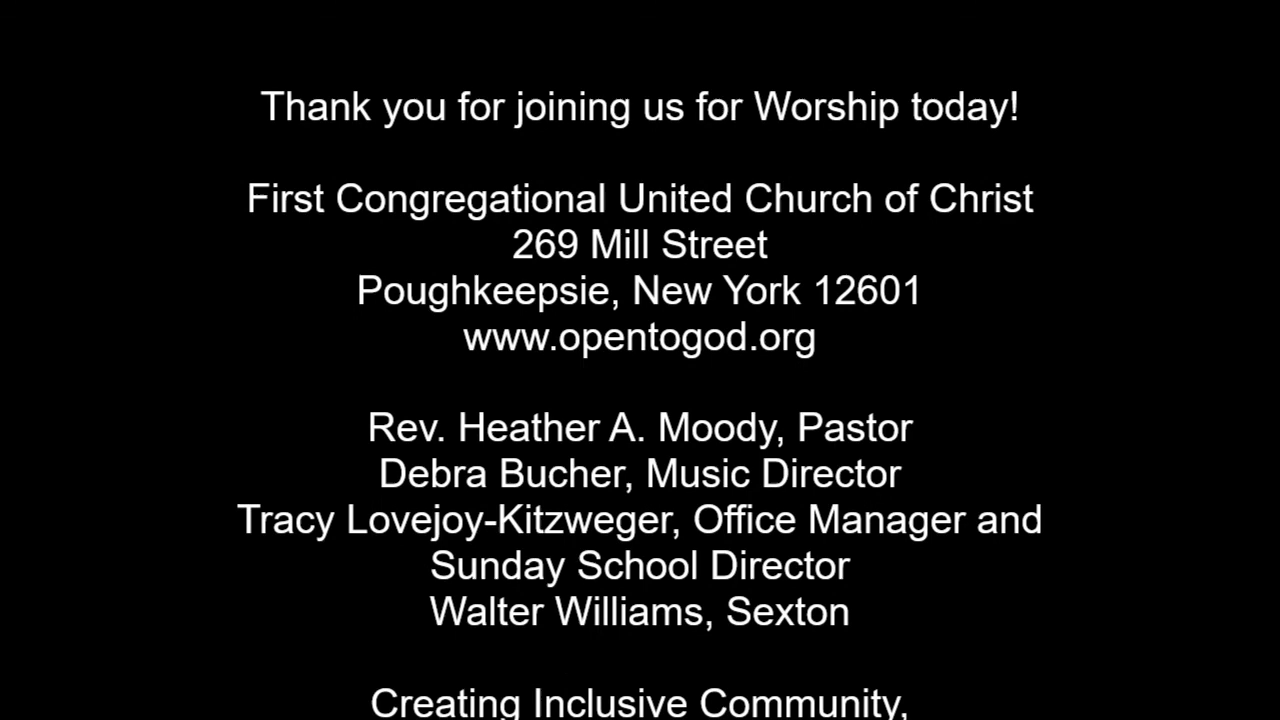 Thank you for joining us for Worship today!
First Congregational United Church of Christ
269 Mill Street
Poughkeepsie, New York 12601
www.opentogod.org
Rev. Heather A. Moody, Pastor
Debra Bucher, Music Director
Tracy Lovejoy-Kitzweger, Office Manager and
Sunday School Director
Walter Williams, Sexton
Creating Inclusive Community,